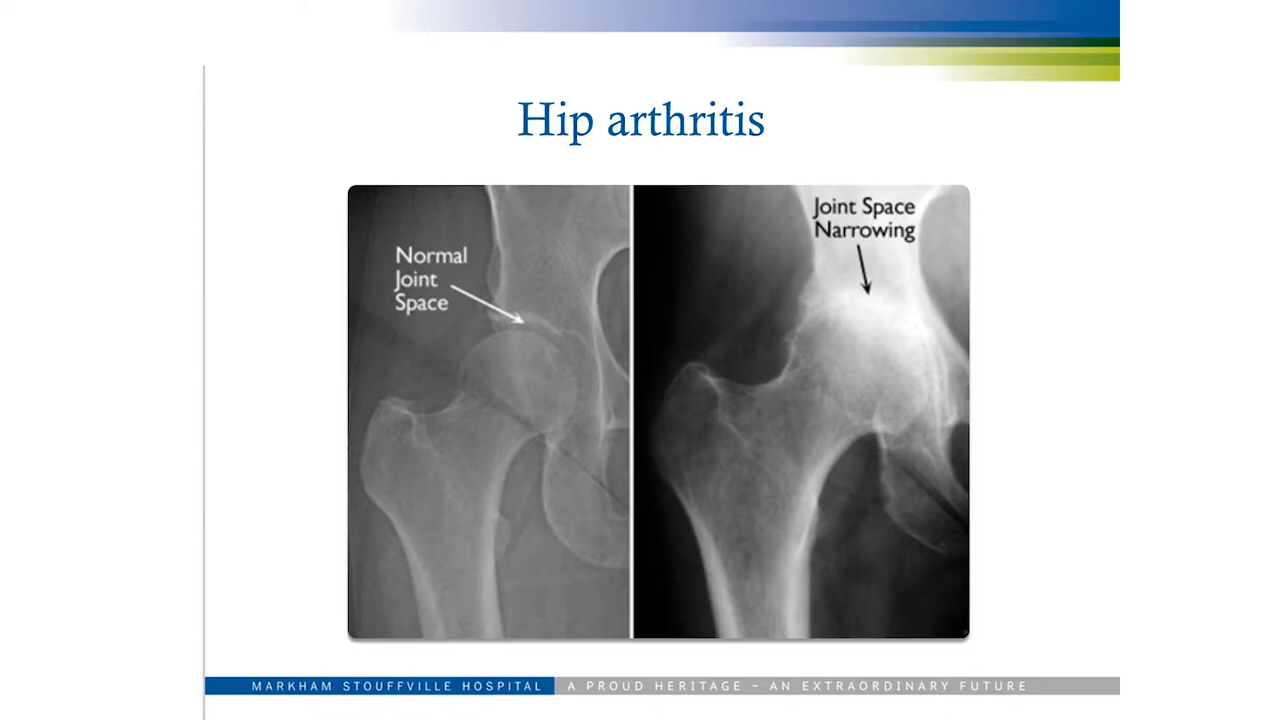 Hip arthritis
Normal
Joint
Space
Joint Space
Narrowing
MARKHAM STOUFFVILLE HOSPITAL A PROUD HERITAGE ~ AN EXTRAORDINARY FUTURE